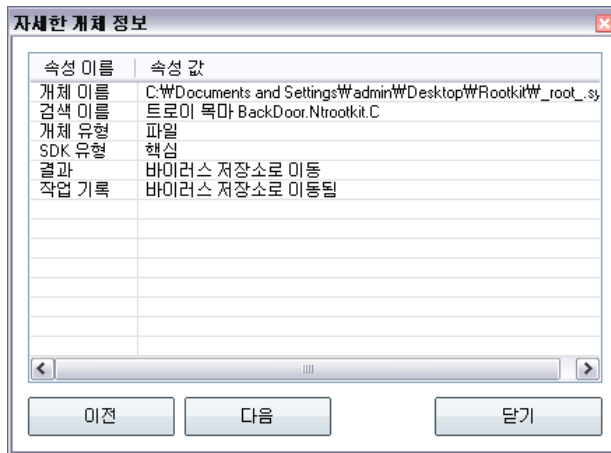 자세한 개체 정보
속성 이름 속성 값
개체 이름 C:₩Documents and Settings₩admin₩Desktop₩Rootkit₩_root_.sy
검색 이름 트로이 목마 BackDoor.Ntrootkit.C
개체 유형 파일
SDK 유형 핵심
결과 바이러스 저장소로 이동
작업 기록 바이러스 저장소로 이동됨
이전 다음 닫기